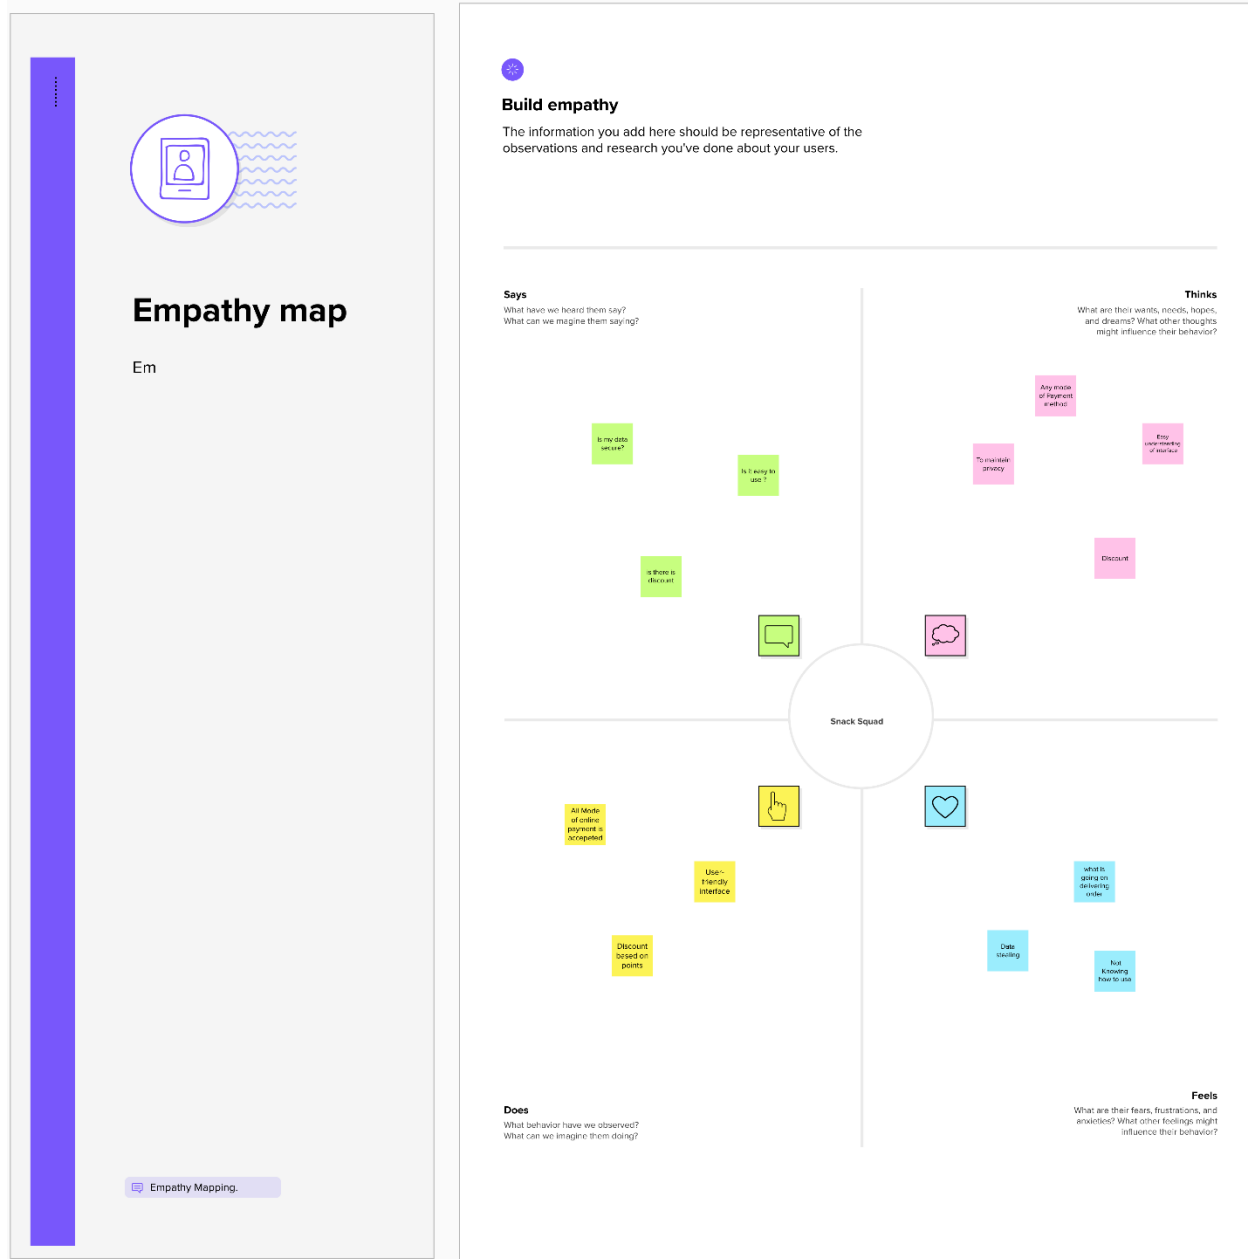 Empathy map
Em
Empathy Mapping.
Build empathy
The information you add here should be representative of the
observations and research you've done about your users.
Says
What have we heard them say?
What can we magine them saying?
Is my data
secure?
Is it easy to
use ?
Is there is
discount
Thinks
What are their wants, needs, hopes,
and dreams? What other thoughts
might influence their behavior?
Any mode
of Payment
method
Easy
understanding
of interface
To maintain
privacy
Discount
Snack Squad
All Mode
of online
payment is
accepeted
User-
friendly
interface
Discount
based on
points
Does
What behavior have we observed?
What can we imagine them doing?
what is
going on
delivering
order
Data
stealing
Not
Knowing
how to use
Feels
What are their fears, frustrations, and
anxieties? What other feelings might
influence their behavior?